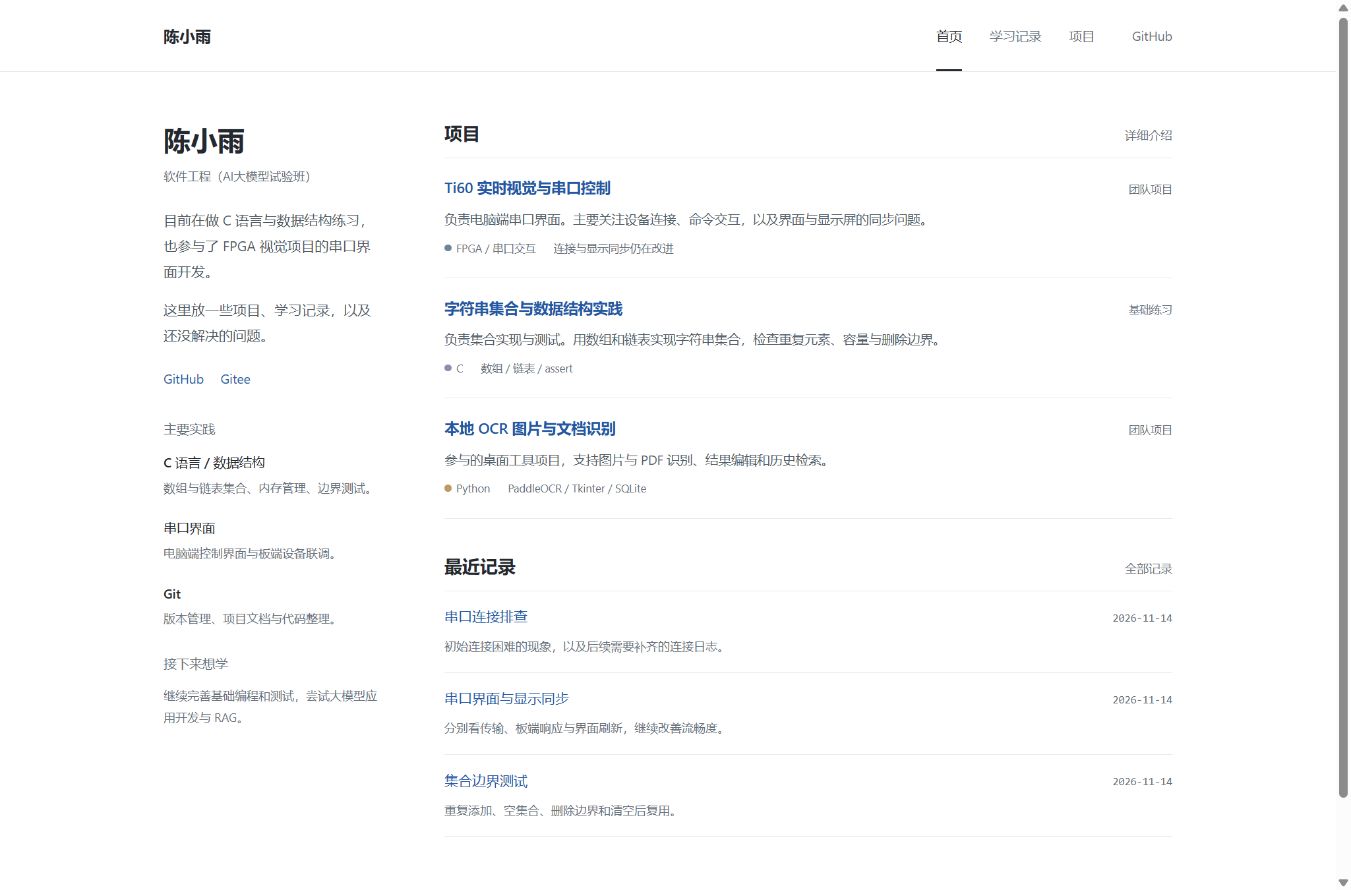 陈小雨
首页 学习记录 项目 GitHub
陈小雨
软件工程（AI大模型试验班）
目前在做 C 语言与数据结构练习，
也参与了 FPGA 视觉项目的串口界
面开发。
这里放一些项目、学习记录，以及
还没解决的问题。
GitHub Gitee
主要实践
C 语言 / 数据结构
数组与链表集合、内存管理、边界测试。
串口界面
电脑端控制界面与板端设备联调。
Git
版本管理、项目文档与代码整理。
接下来想学
继续完善基础编程和测试，尝试大模型应
用开发与 RAG。
项目 详细介绍
Ti60 实时视觉与串口控制 团队项目
负责电脑端串口界面。主要关注设备连接、命令交互，以及界面与显示屏的同步问题。
FPGA / 串口交互 连接与显示同步仍在改进
字符串集合与数据结构实践 基础练习
负责集合实现与测试。用数组和链表实现字符串集合，检查重复元素、容量与删除边界。
C 数组 / 链表 / assert
本地 OCR 图片与文档识别 团队项目
参与的桌面工具项目，支持图片与 PDF 识别、结果编辑和历史检索。
Python PaddleOCR / Tkinter / SQLite
最近记录 全部记录
串口连接排查 2026-11-14
初始连接困难的现象，以及后续需要补齐的连接日志。
串口界面与显示同步 2026-11-14
分别看传输、板端响应与界面刷新，继续改善流畅度。
集合边界测试 2026-11-14
重复添加、空集合、删除边界和清空后复用。